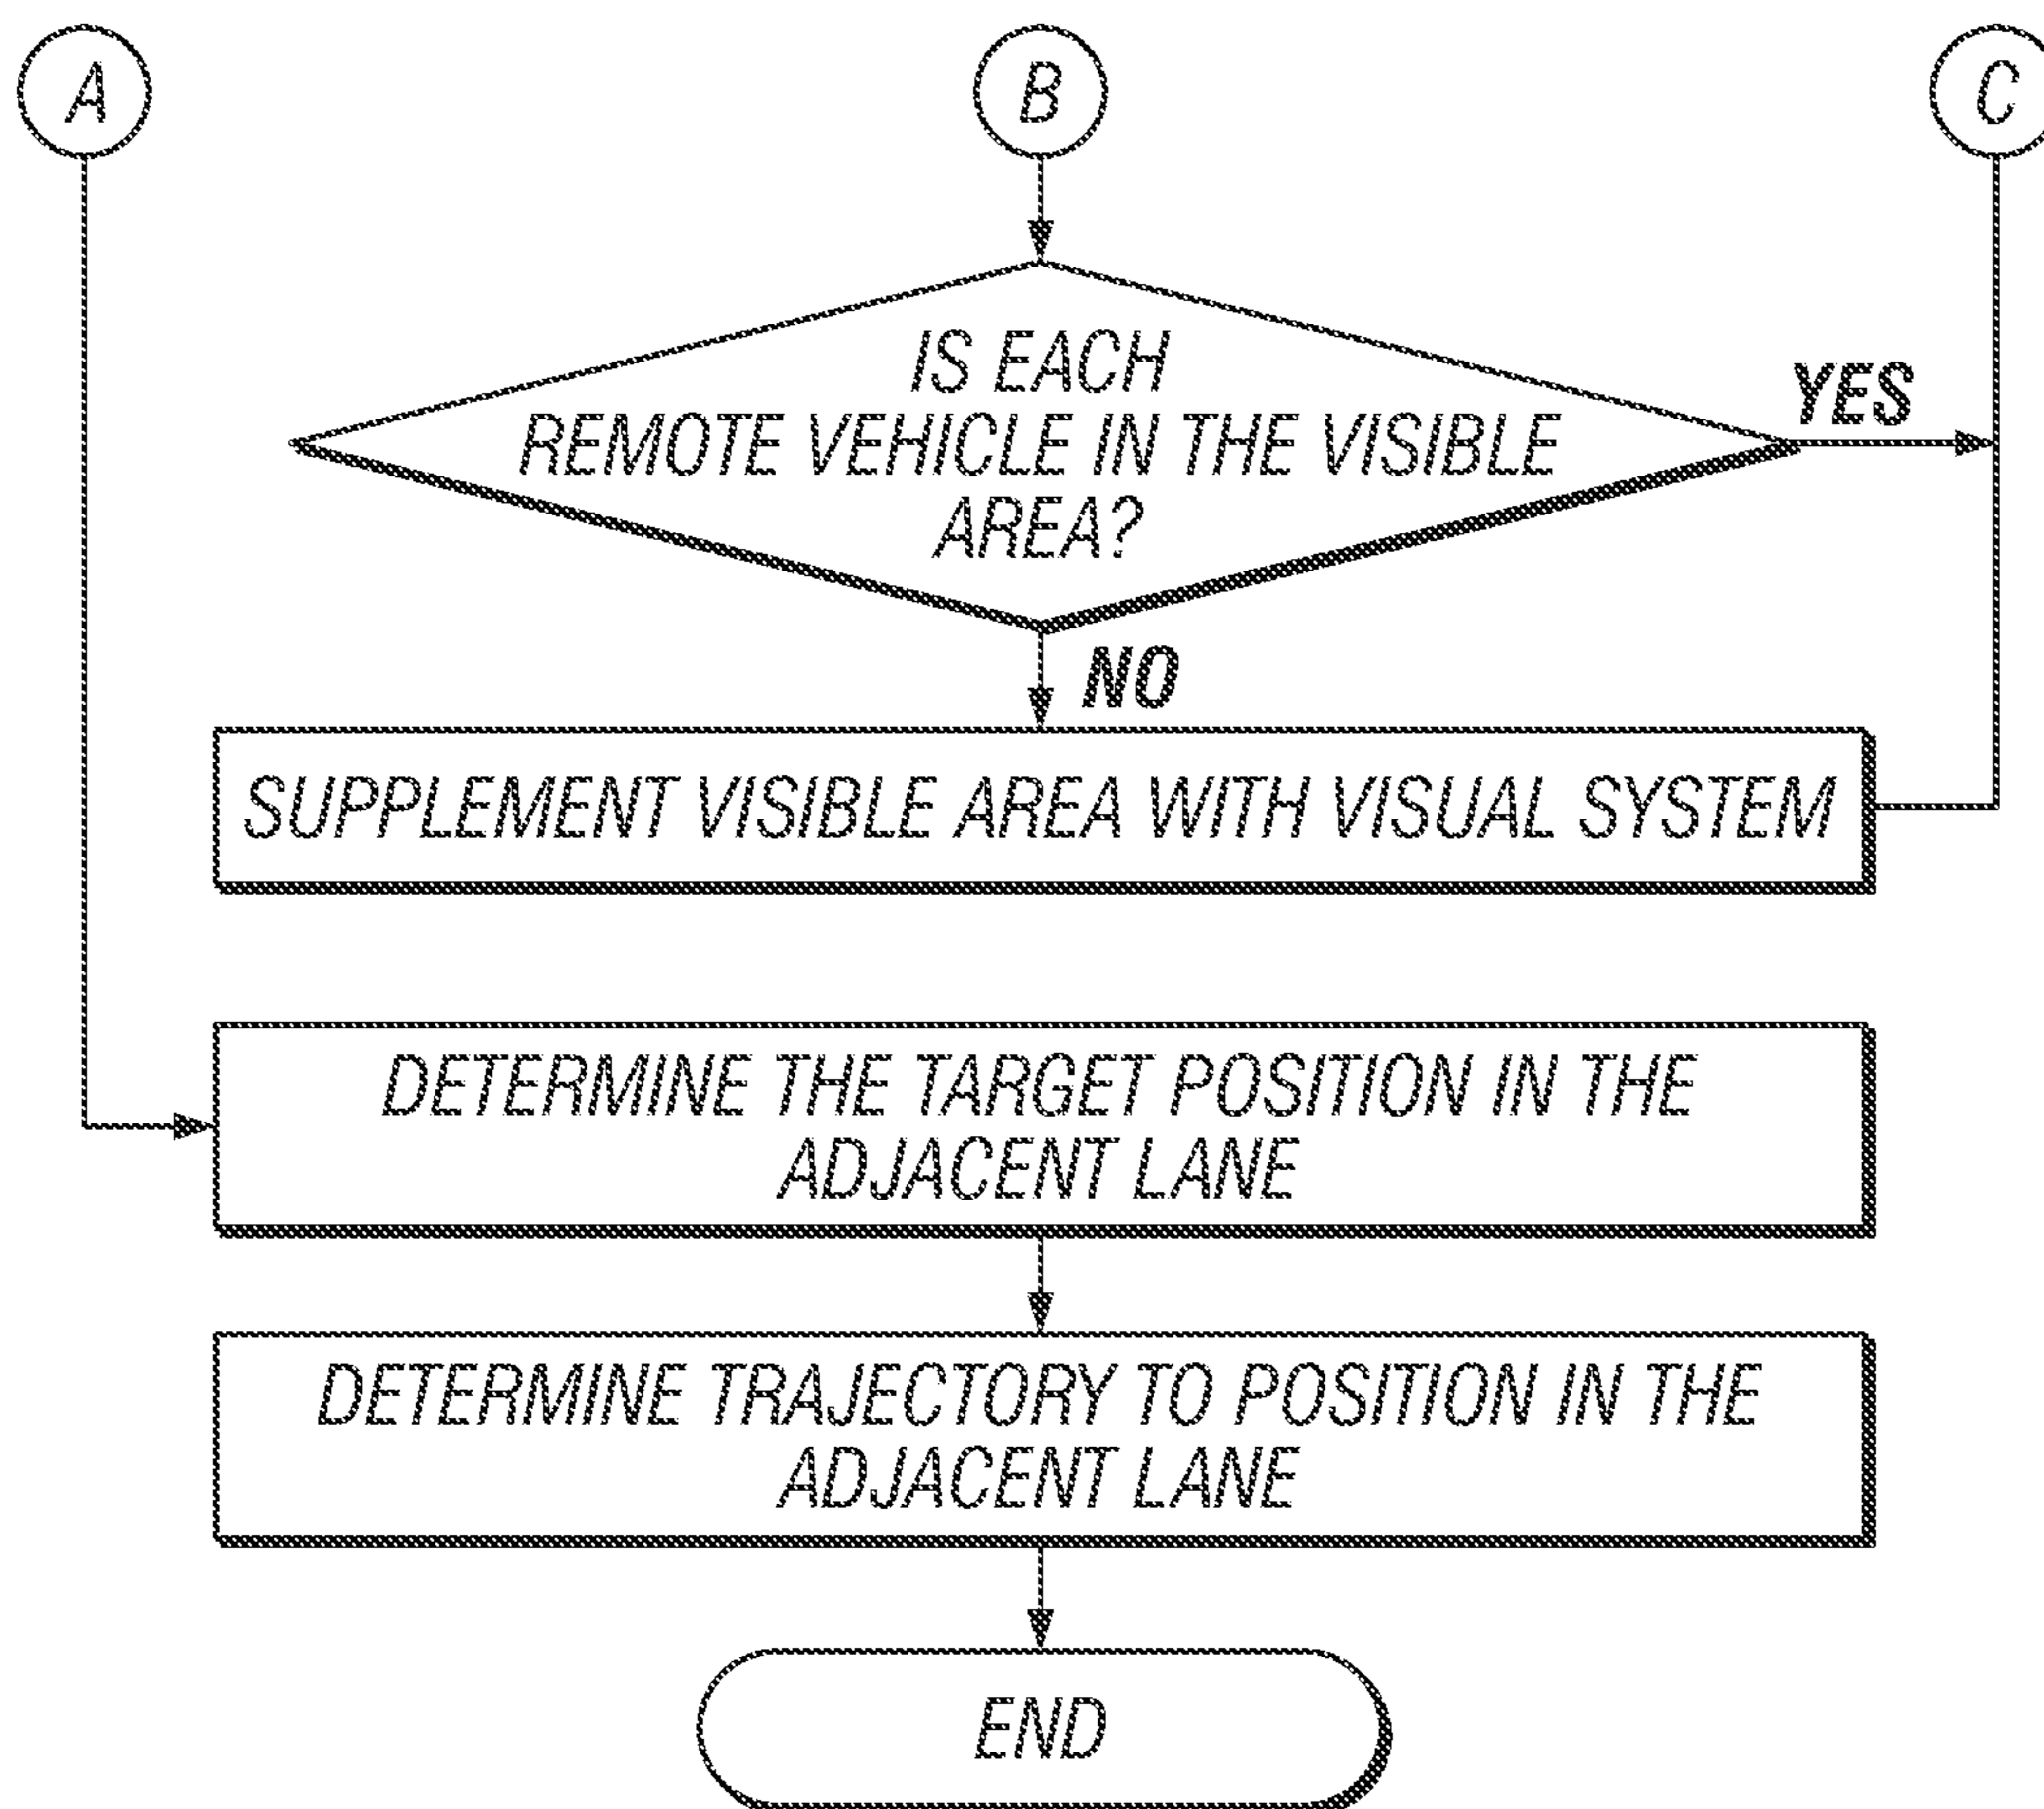 A
B
C
IS EACH
REMOTE VEHICLE IN THE VISIBLE
AREA?
YES
NO
SUPPLEMENT VISIBLE AREA WITH VISUAL SYSTEM
DETERMINE THE TARGET POSITION IN THE
ADJACENT LANE
DETERMINE TRAJECTORY TO POSITION IN THE
ADJACENT LANE
END